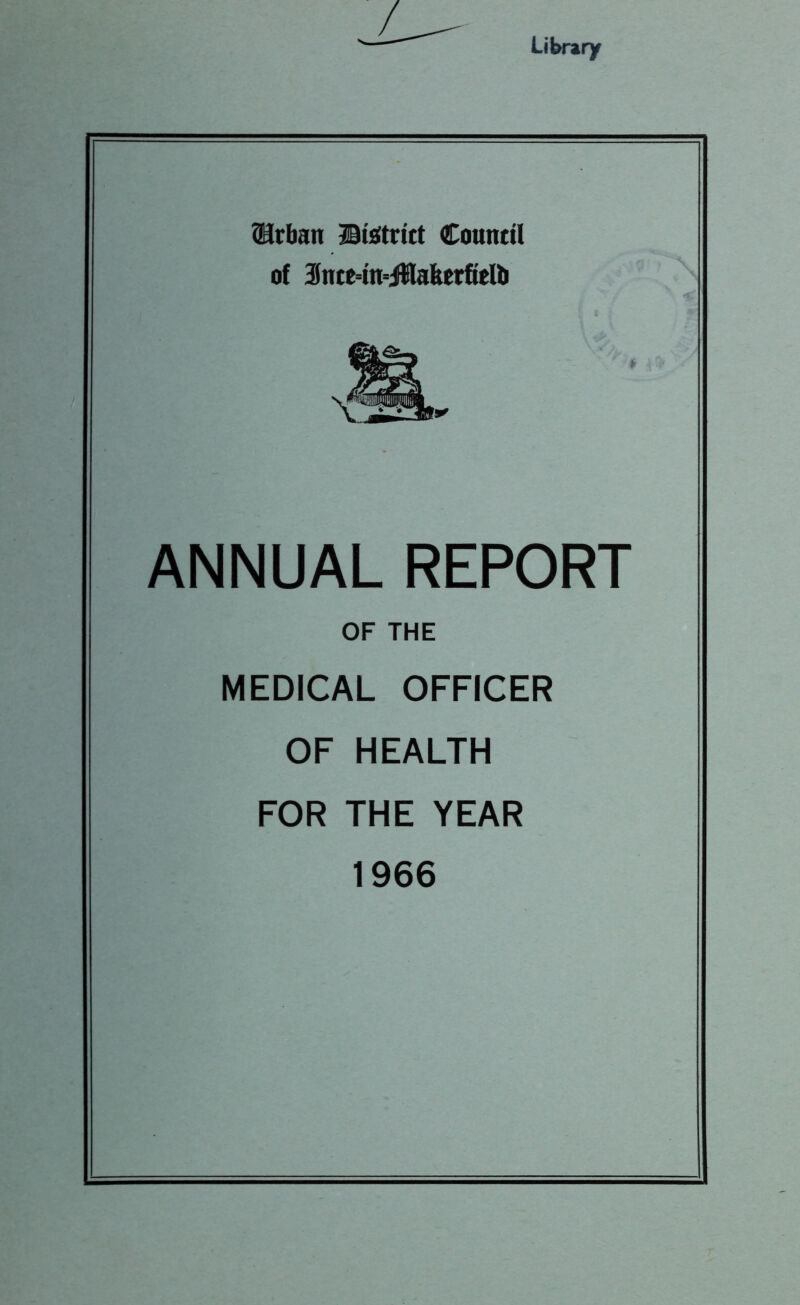 Library
Urban District Council
of Ince-in-Makerfield
ANNUAL REPORT
OF THE
MEDICAL OFFICER
OF HEALTH
FOR THE YEAR
1966